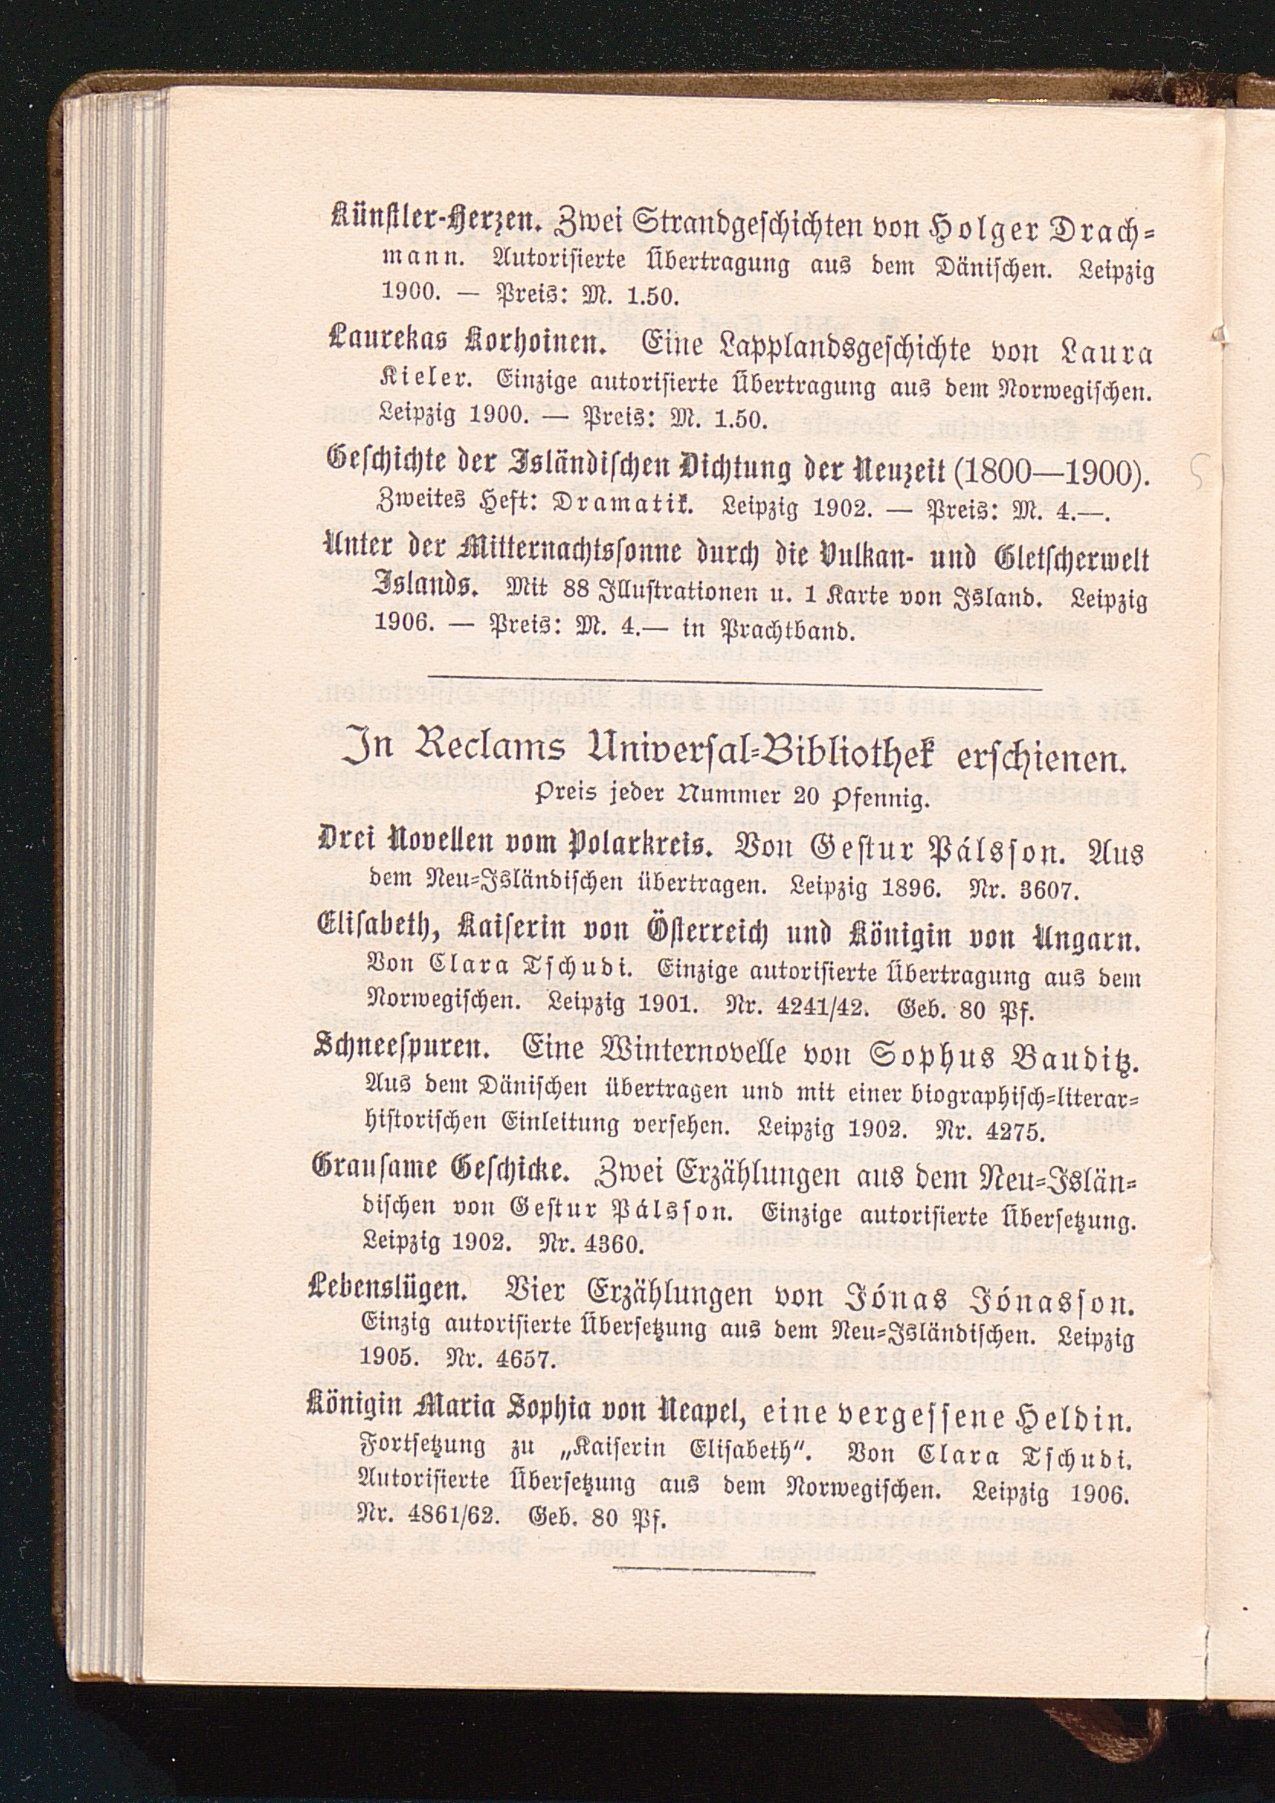 Künstler-Herzen. Zwei Strandgeschichten von Holger Drach-
mann. Autorisierte Übertragung aus dem Dänischen. Leipzig
1900. — Preis: M. 1.50.
Laurekas Korhoinen. Eine Lapplandsgeschichte von Laura
Kieler. Einzige autorisierte Übertragung aus dem Norwegischen.
Leipzig 1900. — Preis: M. 1.50.
Geschichte der Isländischen Dichtung der Neuzeit (1800—1900).
Zweites Heft: Dramatik. Leipzig 1902. — Preis: M. 4.—.
Unter der Mitternachtssonne durch die Vulkan- und Gletscherwelt
Islands. Mit 88 Illustrationen u. 1 Karte von Island. Leipzig
1906. — Preis: M. 4.— in Prachtband.
In Reclams Universal-Bibliothek erschienen.
Preis jeder Nummer 20 Pfennig.
Drei Novellen vom Polarkreis. Von Gestur Pálsson. Aus
dem Neu-Isländischen übertragen. Leipzig 1896. Nr. 3607.
Elisabeth, Kaiserin von Österreich und Königin von Ungarn.
Von Clara Tschudi. Einzige autorisierte Übertragung aus dem
Norwegischen. Leipzig 1901. Nr. 4241/42. Geb. 80 Pf.
Schneespuren. Eine Winternovelle von Sophus Bauditz.
Aus dem Dänischen übertragen und mit einer biographisch-literar-
historischen Einleitung versehen. Leipzig 1902. Nr. 4275.
Grausame Geschicke. Zwei Erzählungen aus dem Neu-Islän-
dischen von Gestur Pálsson. Einzige autorisierte Übersetzung.
Leipzig 1902. Nr. 4360.
Lebenslügen. Vier Erzählungen von Jónas Jónasson.
Einzig autorisierte Übersetzung aus dem Neu-Isländischen. Leipzig
1905. Nr. 4657.
Königin Maria Sophia von Neapel, eine vergessene Heldin.
Fortsetzung zu „Kaiserin Elisabeth“. Von Clara Tschudi.
Autorisierte Übersetzung aus dem Norwegischen. Leipzig 1906.
Nr. 4861/62. Geb. 80 Pf.